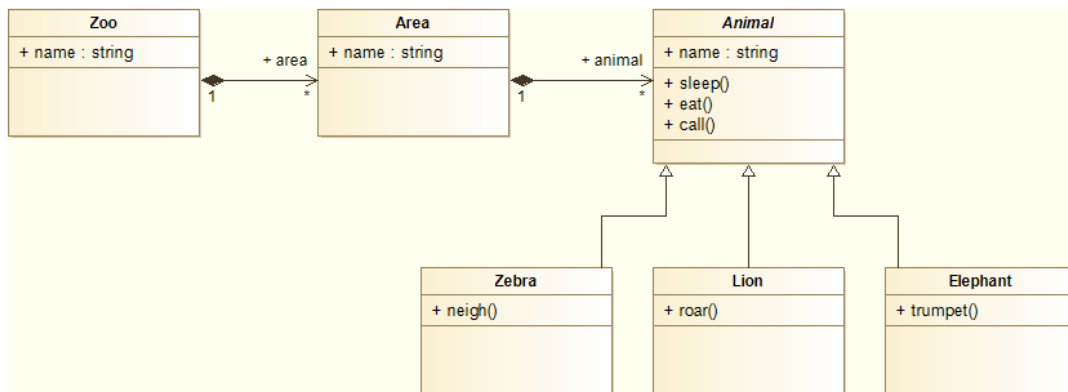 Zoo
+ name : string
+ area
1
*
Area
+ name : string
+ animal
1
*
Animal
+ name : string
+ sleep()
+ eat()
+ call()
Zebra
+ neigh()
Lion
+ roar()
Elephant
+ trumpet()